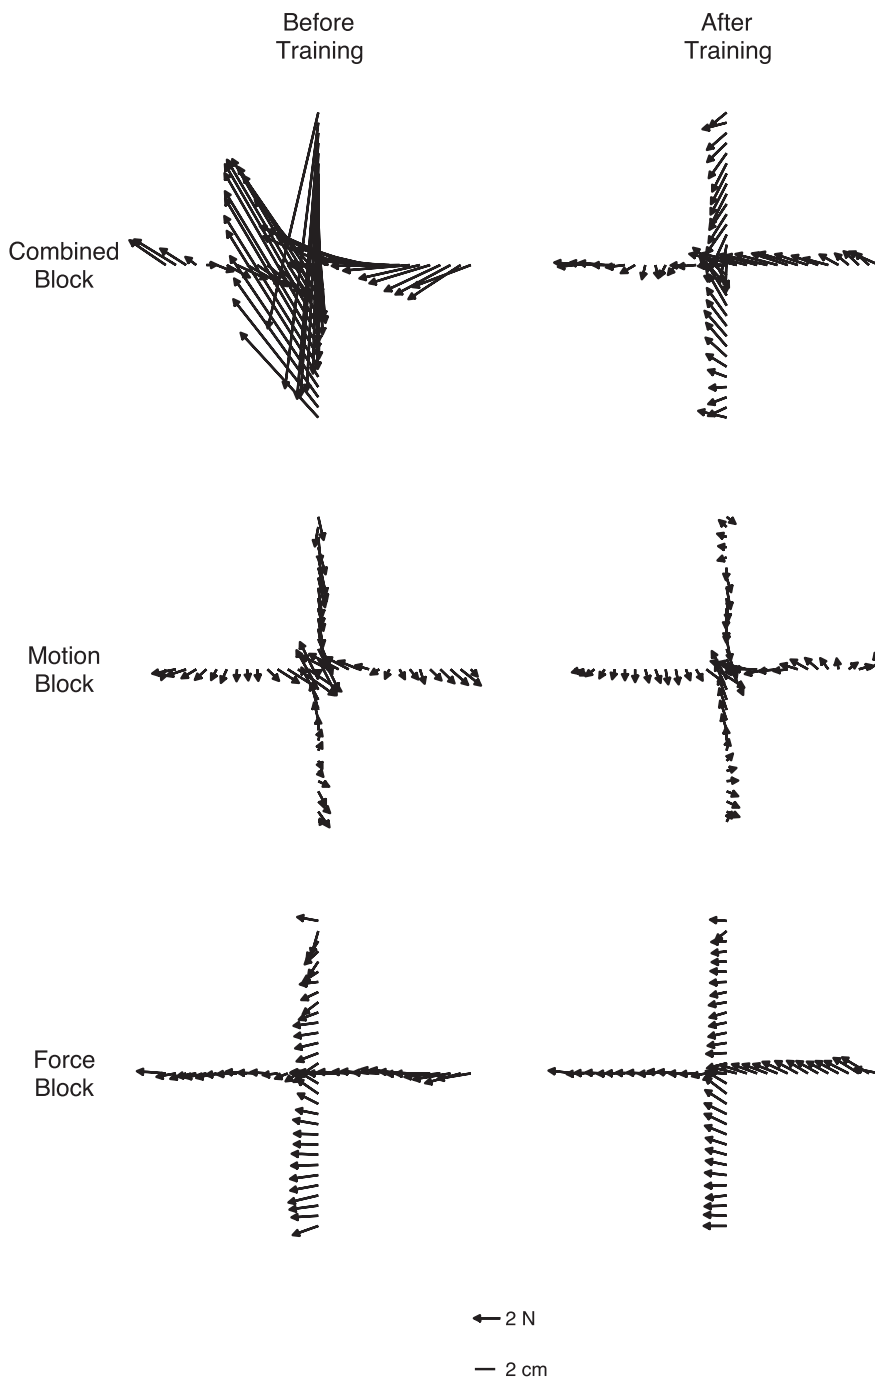 Before
Training
After
Training
Combined
Block
Motion
Block
Force
Block
2 N
2 cm